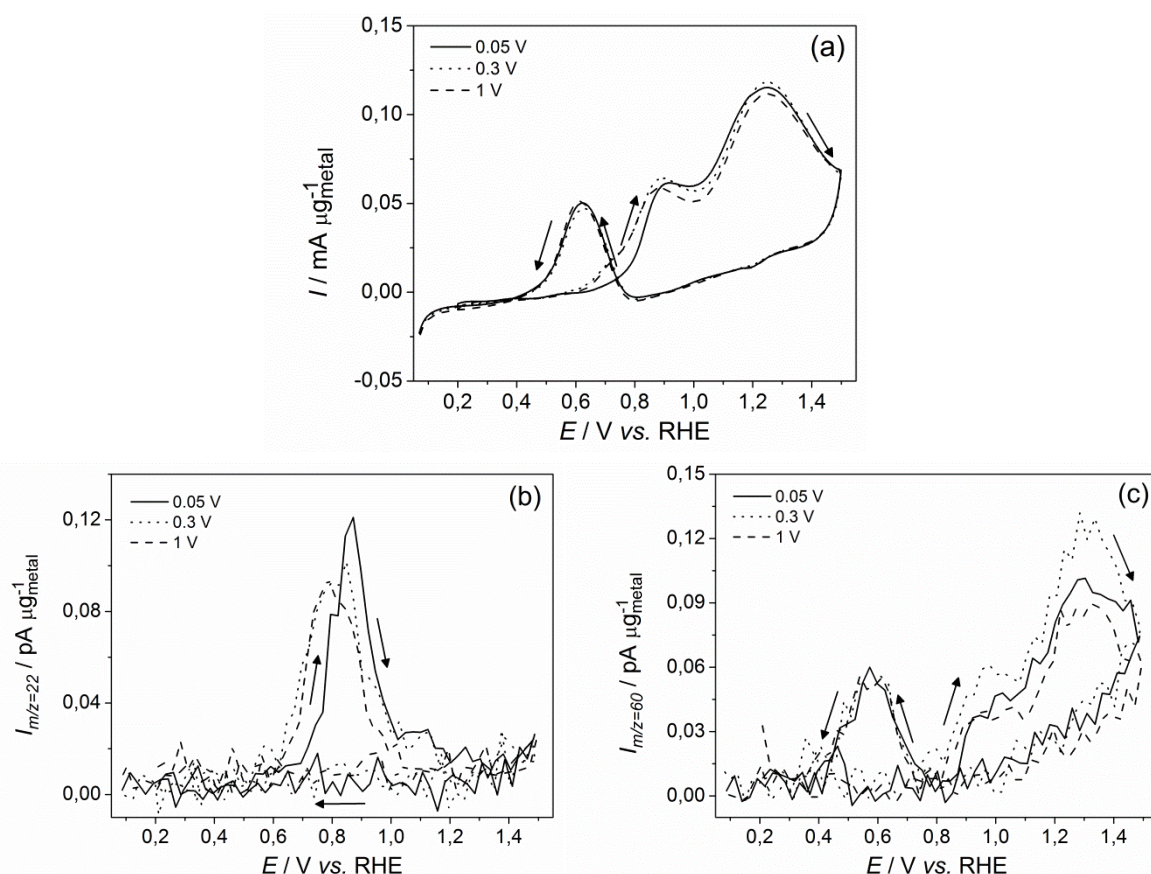 (a)
0.05 V
0.3 V
1 V
I / mA μg⁻¹metal
0,15
0,10
0,05
0,00
-0,05
0,2 0,4 0,6 0,8 1,0 1,2 1,4
E / V vs. RHE
(b)
0.05 V
0.3 V
1 V
I m/z=22 / pA μg⁻¹metal
0,12
0,08
0,04
0,00
0,2 0,4 0,6 0,8 1,0 1,2 1,4
E / V vs. RHE
(c)
0.05 V
0.3 V
1 V
I m/z=60 / pA μg⁻¹metal
0,15
0,12
0,09
0,06
0,03
0,00
0,2 0,4 0,6 0,8 1,0 1,2 1,4
E / V vs. RHE